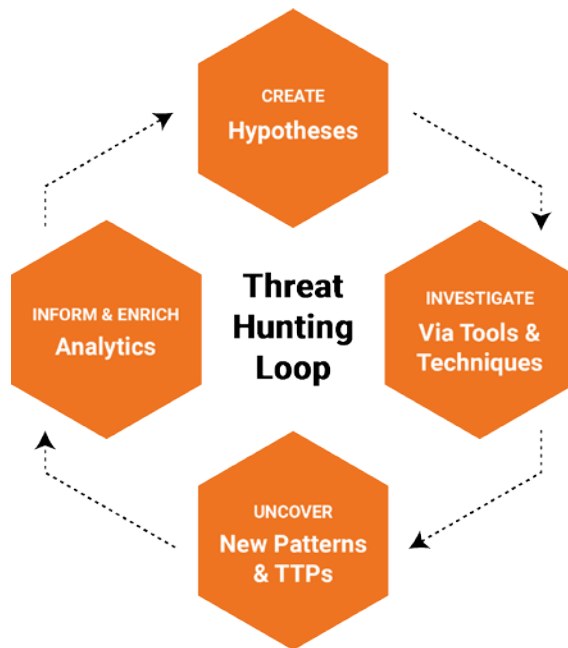 CREATE
Hypotheses
Threat
Hunting
Loop
INVESTIGATE
Via Tools &
Techniques
UNCOVER
New Patterns
& TTPs
INFORM & ENRICH
Analytics